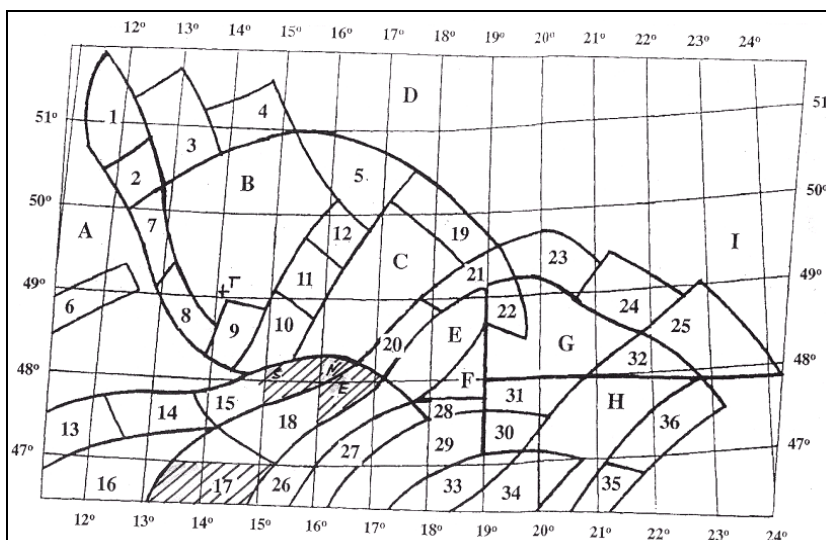 12° 13° 14° 15° 16° 17° 18° 19° 20° 21° 22° 23° 24°
D
1 4
51° 3 51°
2 B 5
50° 12 19 50°
A 7 I
C 23
11 21
49° T 49°
6 8 22 24
9 10 E 25
20 G
48° S N F 32 48°
E 31 H
15 28
14 18 36
13 29 30
27
47° 47°
16 17 26 33 34 35
12° 13° 14° 15° 16° 17° 18° 19° 20° 21° 22° 23° 24°